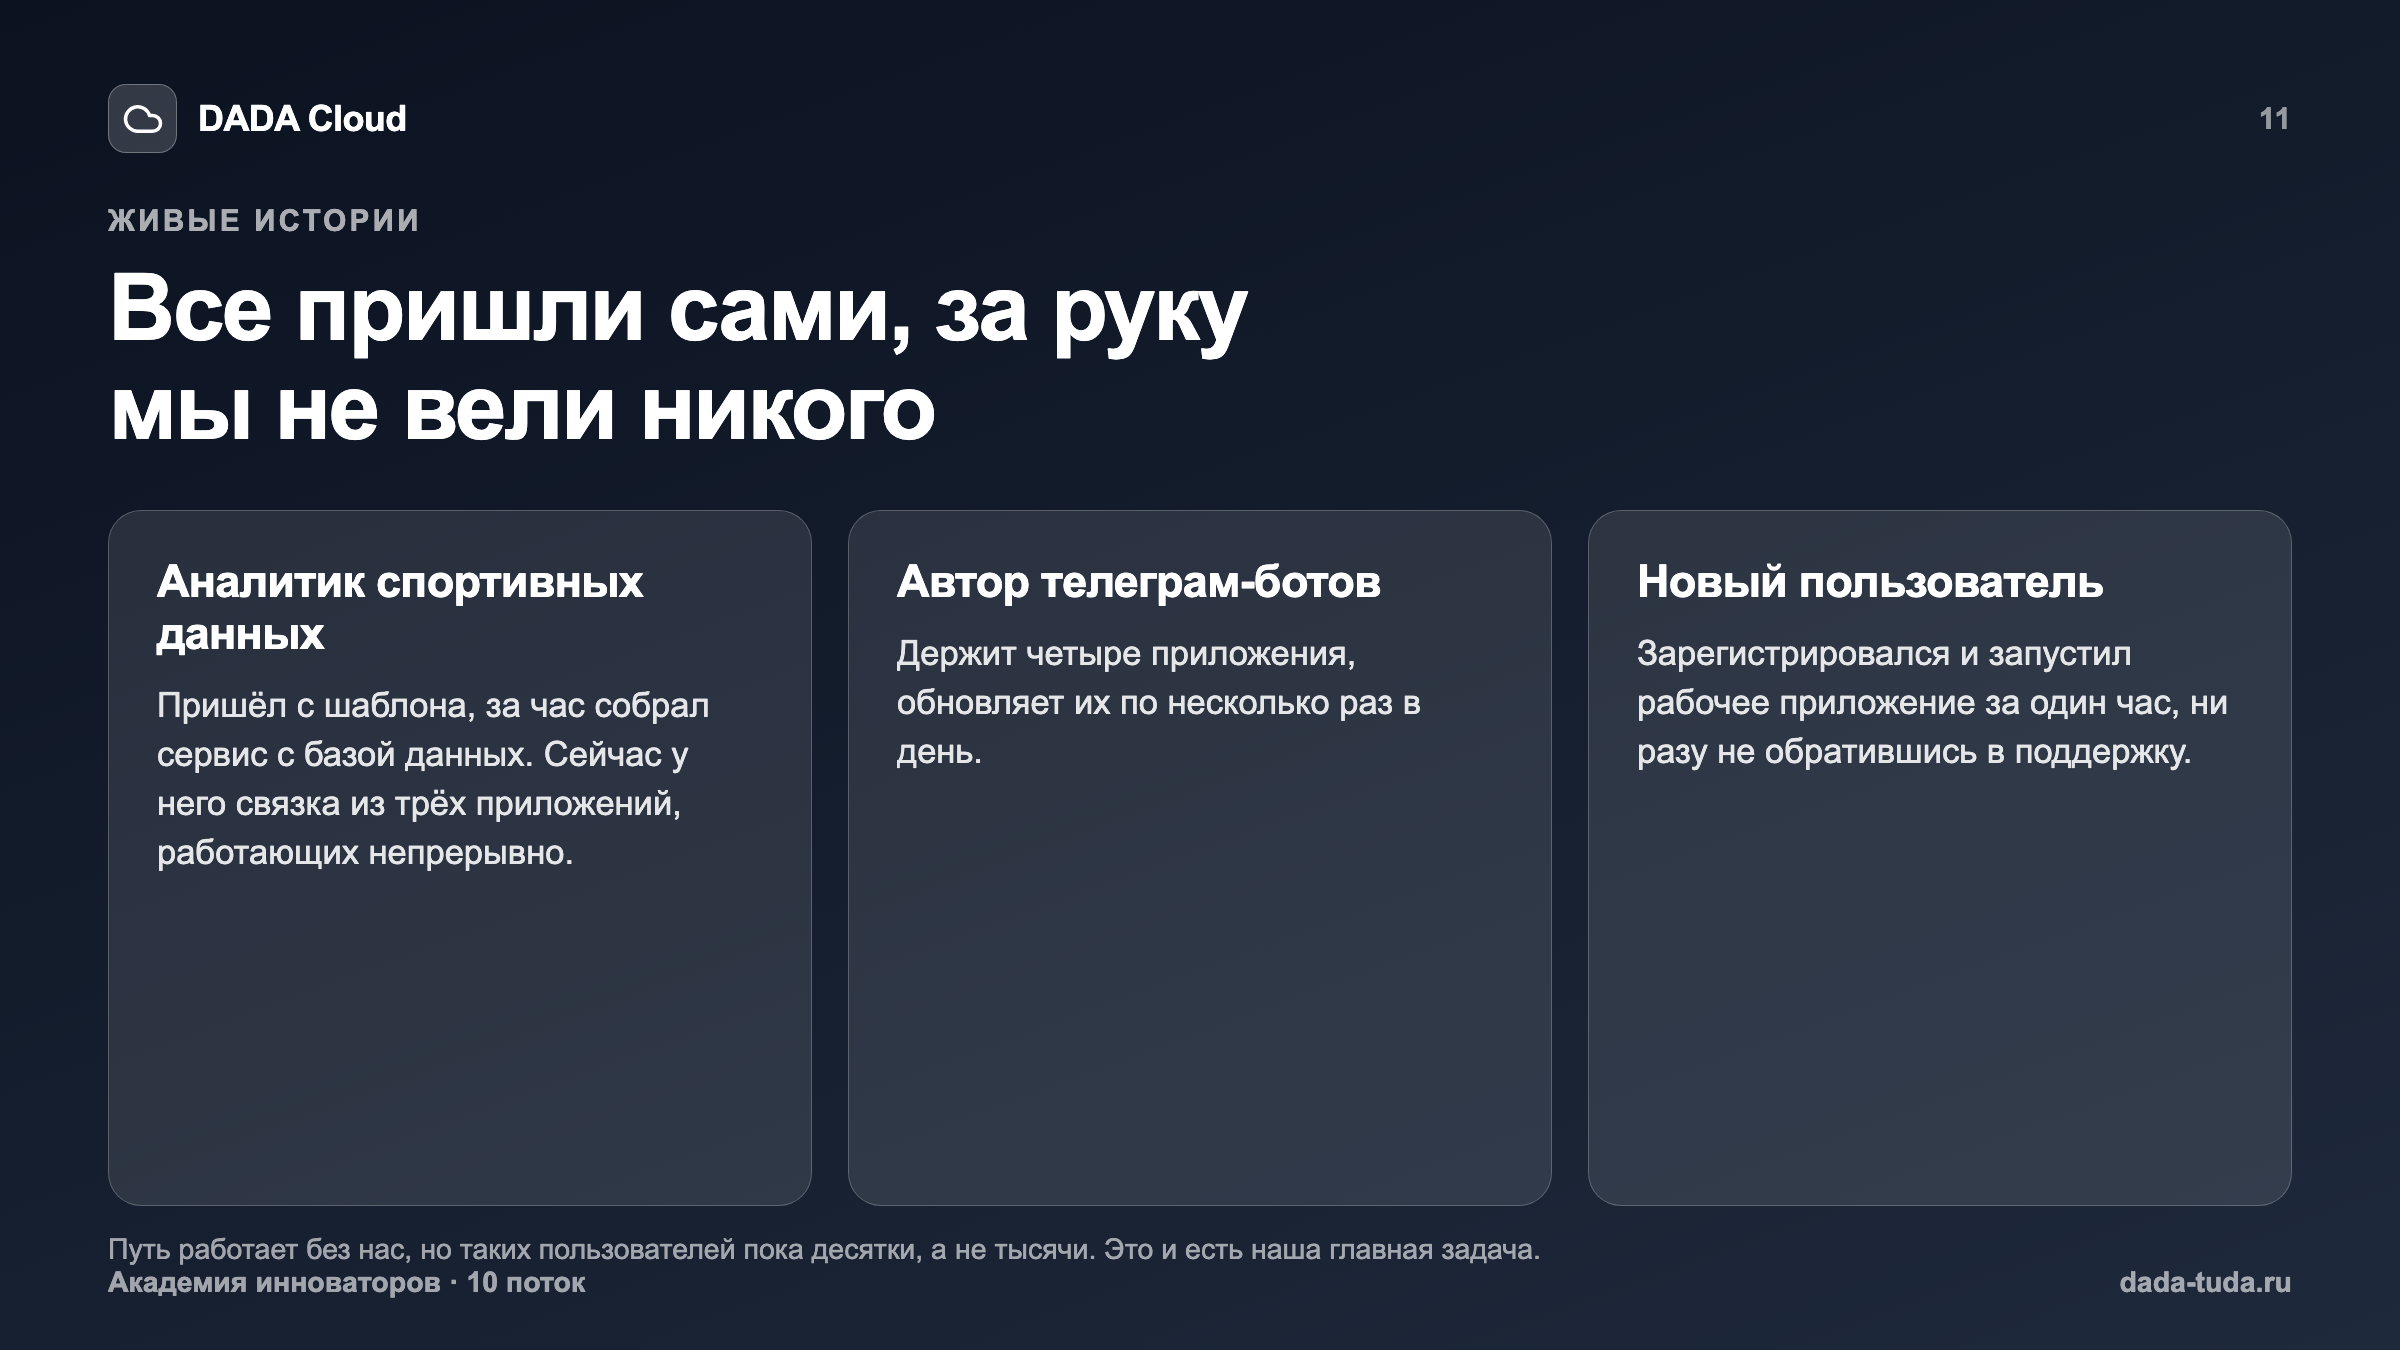 DADA Cloud
11
ЖИВЫЕ ИСТОРИИ
Все пришли сами, за руку
мы не вели никого
Аналитик спортивных
данных
Пришёл с шаблона, за час собрал
сервис с базой данных. Сейчас у
него связка из трёх приложений,
работающих непрерывно.
Автор телеграм-ботов
Держит четыре приложения,
обновляет их по несколько раз в
день.
Новый пользователь
Зарегистрировался и запустил
рабочее приложение за один час, ни
разу не обратившись в поддержку.
Путь работает без нас, но таких пользователей пока десятки, а не тысячи. Это и есть наша главная задача.
Академия инноваторов · 10 поток
dada-tuda.ru